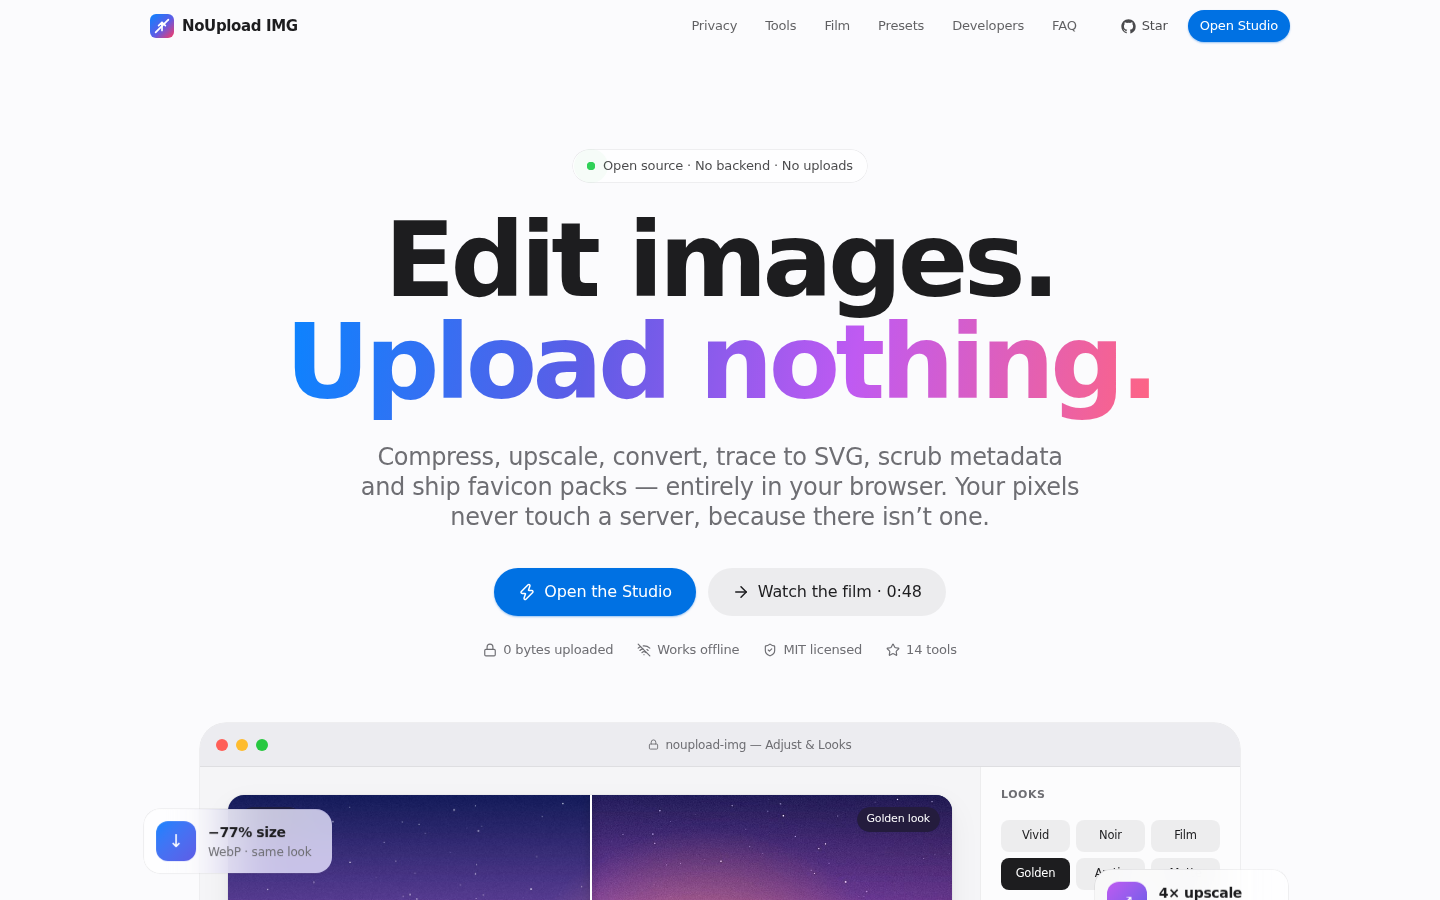 NoUpload IMG
Privacy
Tools
Film
Presets
Developers
FAQ
Star
Open Studio
Open source · No backend · No uploads
Edit images.
Upload nothing.
Compress, upscale, convert, trace to SVG, scrub metadata
and ship favicon packs — entirely in your browser. Your pixels
never touch a server, because there isn’t one.
Open the Studio
Watch the film · 0:48
0 bytes uploaded
Works offline
MIT licensed
14 tools
noupload-img — Adjust & Looks
−77% size
WebP · same look
Golden look
LOOKS
Vivid
Noir
Film
Golden
4× upscale